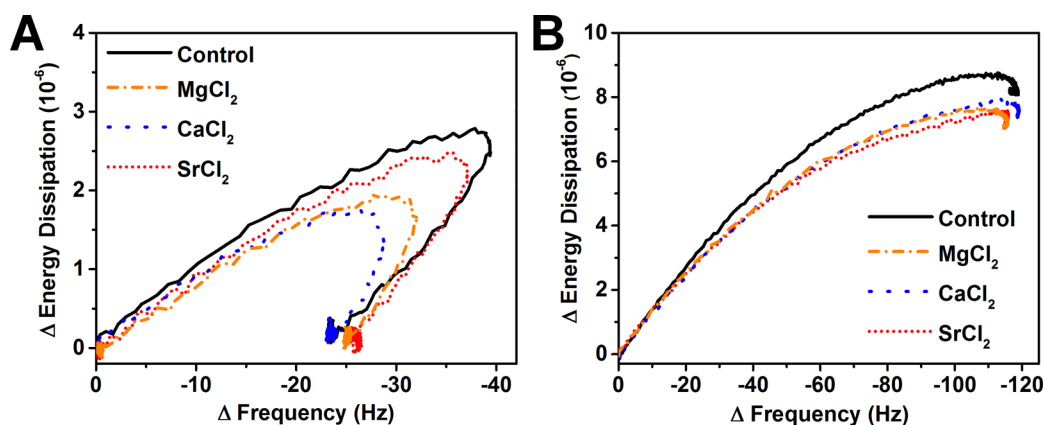 A
Δ Energy Dissipation (10⁻⁶)
4
3
2
1
0
Control
MgCl₂
CaCl₂
SrCl₂
0 -10 -20 -30 -40
Δ Frequency (Hz)
B
Δ Energy Dissipation (10⁻⁶)
10
8
6
4
2
0
Control
MgCl₂
CaCl₂
SrCl₂
0 -20 -40 -60 -80 -100 -120
Δ Frequency (Hz)